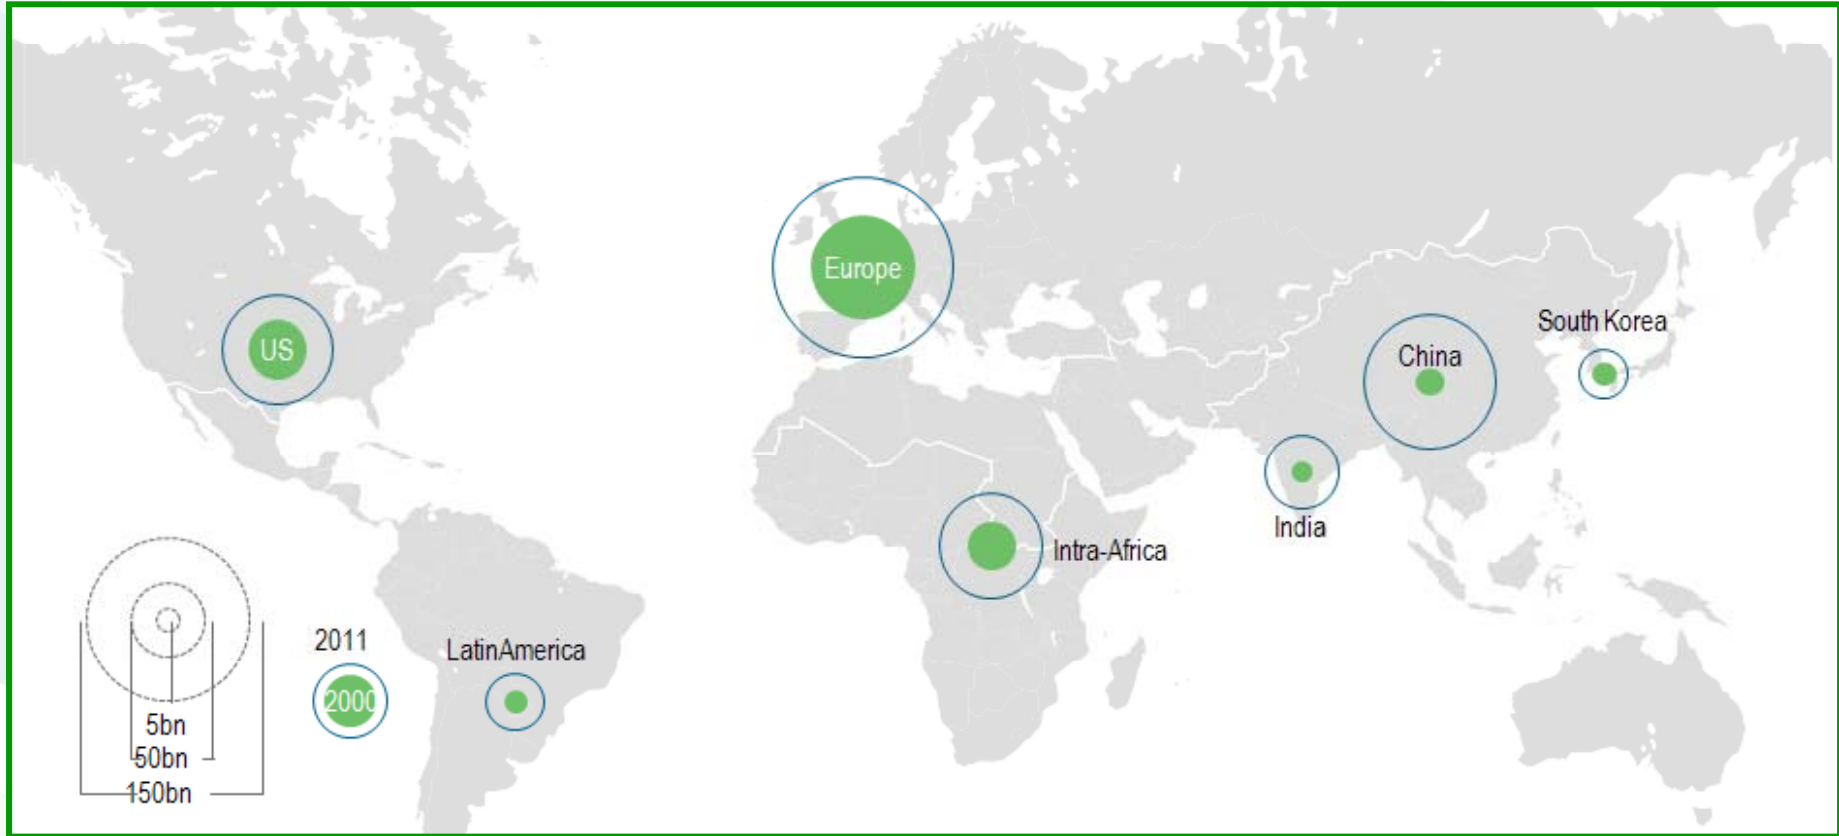 Europe
US
South Korea
China
India
Intra-Africa
LatinAmerica
2011
2000
5bn
50bn
150bn